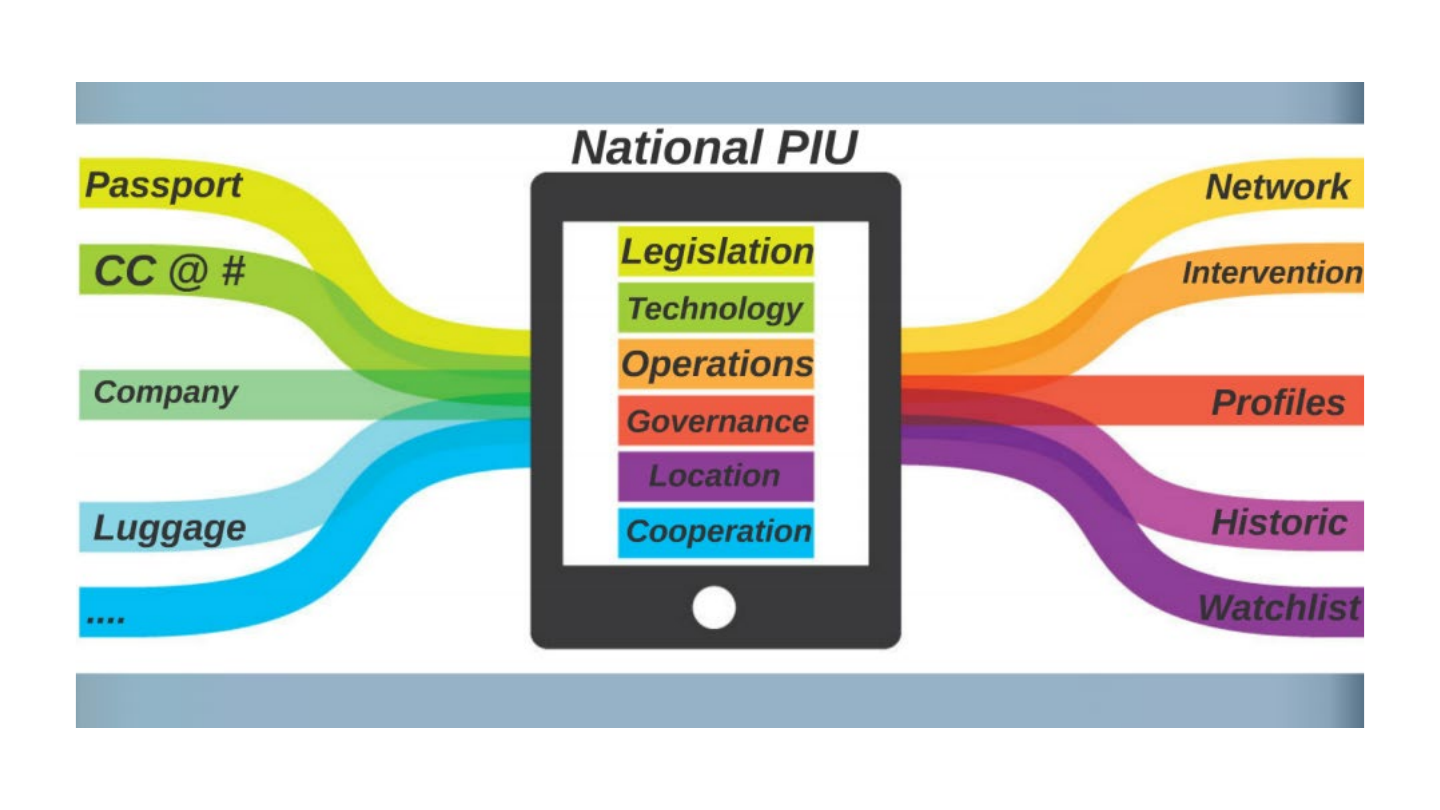 National PIU
Passport
CC @ #
Company
Luggage
....
Legislation
Technology
Operations
Governance
Location
Cooperation
Network
Intervention
Profiles
Historic
Watchlist